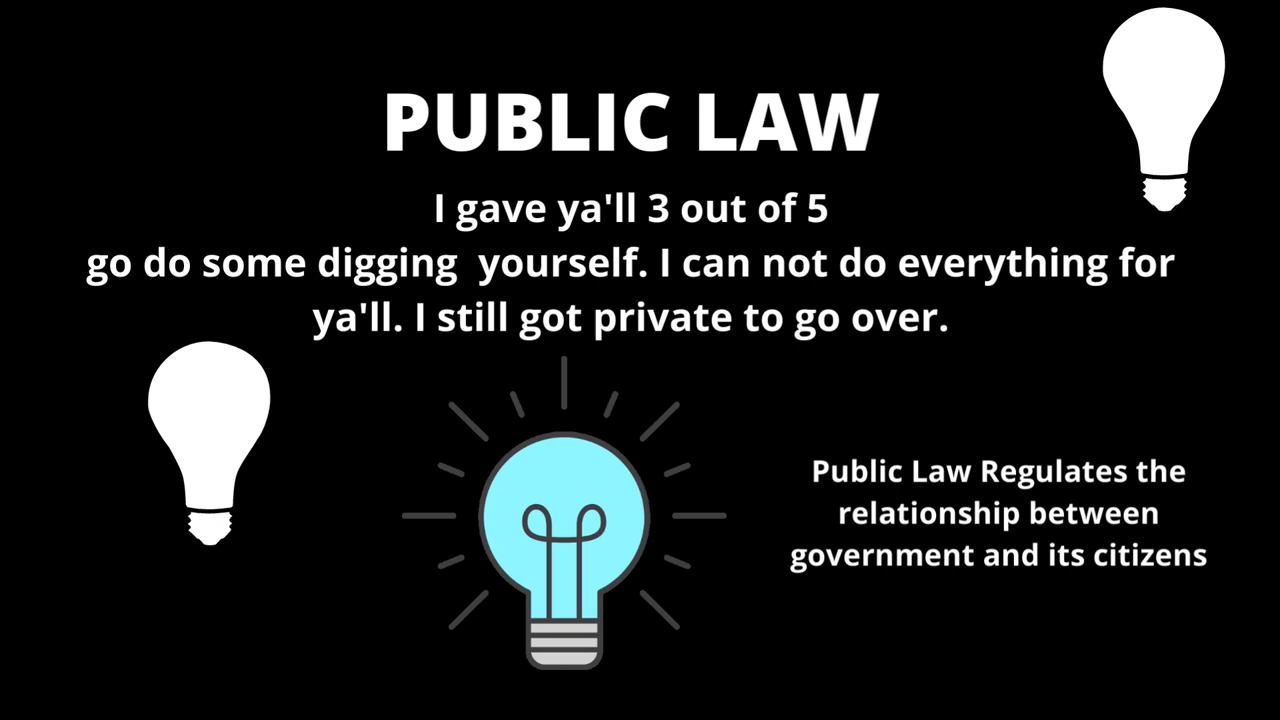 PUBLIC LAW
I gave ya'll 3 out of 5
go do some digging  yourself. I can not do everything for
ya'll. I still got private to go over.
Public Law Regulates the
relationship between
government and its citizens